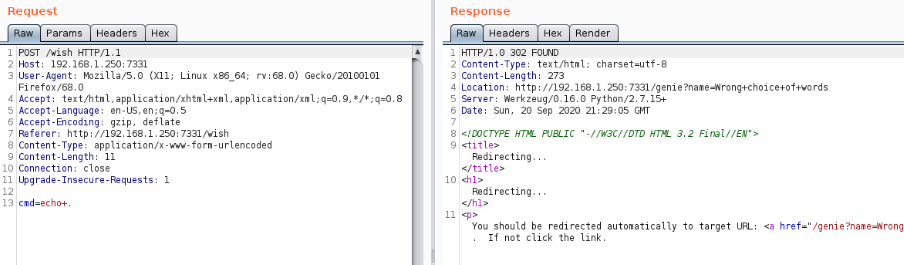 Request
Raw Params Headers Hex
1 POST /wish HTTP/1.1
2 Host: 192.168.1.250:7331
3 User-Agent: Mozilla/5.0 (X11; Linux x86_64; rv:68.0) Gecko/20100101
Firefox/68.0
4 Accept: text/html,application/xhtml+xml,application/xml;q=0.9,*/*;q=0.8
5 Accept-Language: en-US,en;q=0.5
6 Accept-Encoding: gzip, deflate
7 Referer: http://192.168.1.250:7331/wish
8 Content-Type: application/x-www-form-urlencoded
9 Content-Length: 11
10 Connection: close
11 Upgrade-Insecure-Requests: 1
12
13 cmd=echo+.
Response
Raw Headers Hex Render
1 HTTP/1.0 302 FOUND
2 Content-Type: text/html; charset=utf-8
3 Content-Length: 273
4 Location: http://192.168.1.250:7331/genie?name=Wrong+choice+of+words
5 Server: Werkzeug/0.16.0 Python/2.7.15+
6 Date: Sun, 20 Sep 2020 21:29:05 GMT
7
8 <!DOCTYPE HTML PUBLIC "-//W3C//DTD HTML 3.2 Final//EN">
9 <title>
Redirecting...
</title>
10 <h1>
Redirecting...
</h1>
11 <p>
You should be redirected automatically to target URL: <a href="/genie?name=Wrong
. If not click the link.